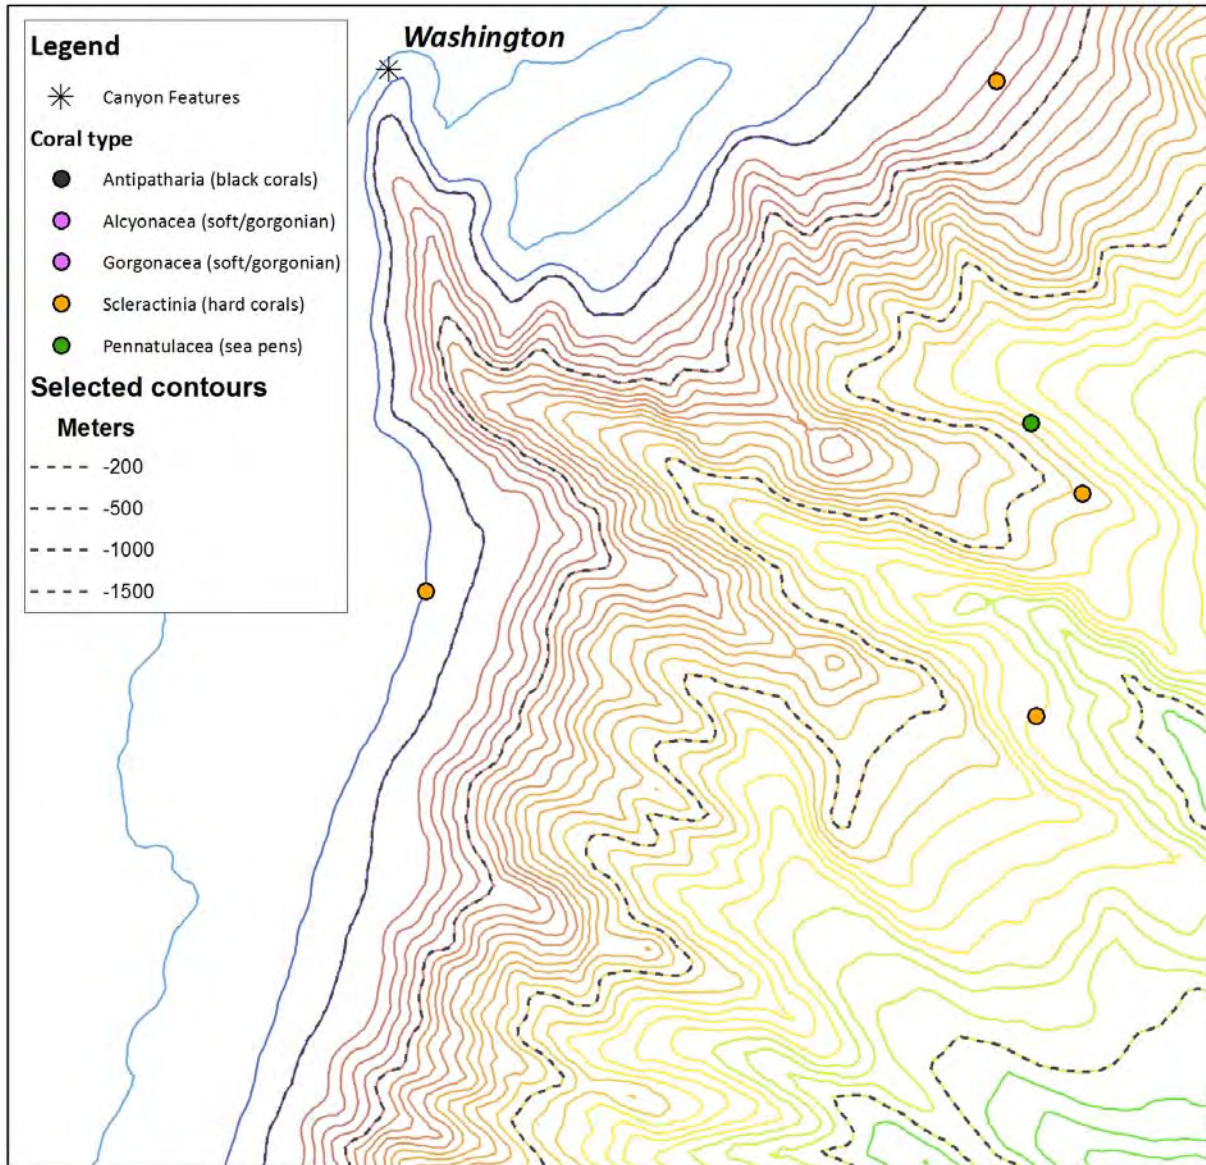 Washington
Legend
Canyon Features
Coral type
Antipatharia (black corals)
Alcyonacea (soft/gorgonian)
Gorgonacea (soft/gorgonian)
Scleractinia (hard corals)
Pennatulacea (sea pens)
Selected contours
Meters
-200
-500
-1000
-1500